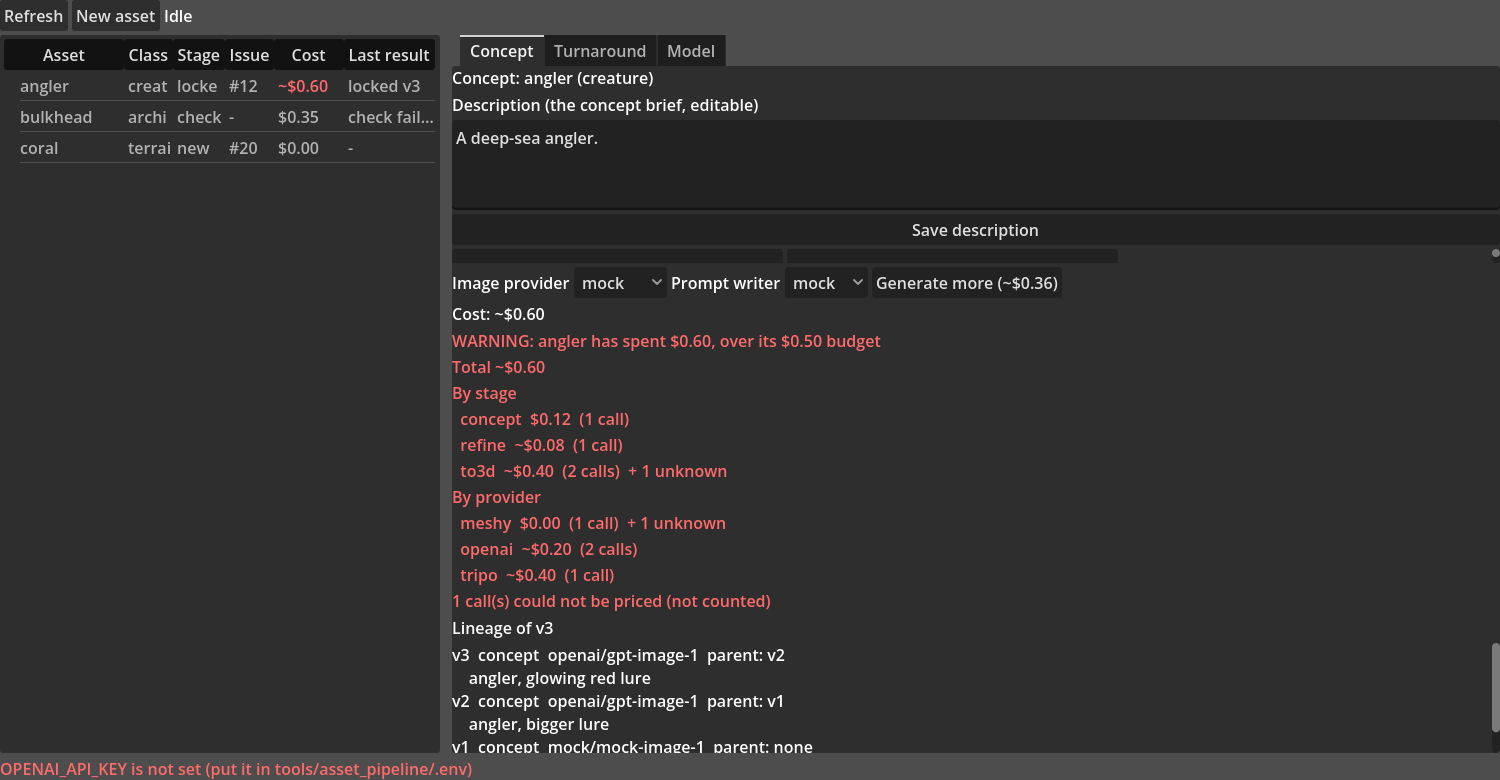 Refresh New asset Idle
Asset Class Stage Issue Cost Last result
angler creat locke #12 ~$0.60 locked v3
bulkhead archi check - $0.35 check fail...
coral terrai new #20 $0.00 -
Concept Turnaround Model
Concept: angler (creature)
Description (the concept brief, editable)
A deep-sea angler.
Save description
Image provider mock Prompt writer mock Generate more (~$0.36)
Cost: ~$0.60
WARNING: angler has spent $0.60, over its $0.50 budget
Total ~$0.60
By stage
concept $0.12 (1 call)
refine ~$0.08 (1 call)
to3d ~$0.40 (2 calls) + 1 unknown
By provider
meshy $0.00 (1 call) + 1 unknown
openai ~$0.20 (2 calls)
tripo ~$0.40 (1 call)
1 call(s) could not be priced (not counted)
Lineage of v3
v3 concept openai/gpt-image-1 parent: v2
angler, glowing red lure
v2 concept openai/gpt-image-1 parent: v1
angler, bigger lure
v1 concept mock/mock-image-1 parent: none
OPENAI_API_KEY is not set (put it in tools/asset_pipeline/.env)